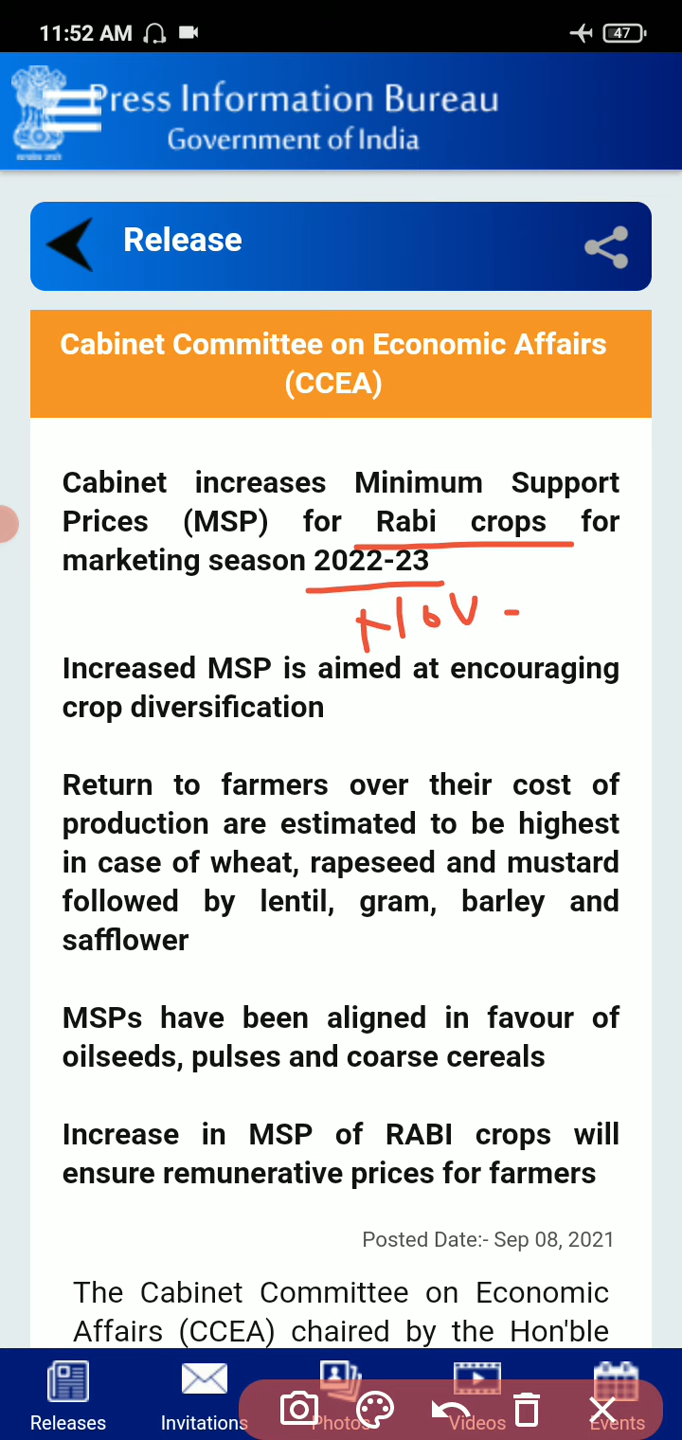 11:52 AM
47
Press Information Bureau
Government of India
Release
Cabinet Committee on Economic Affairs
(CCEA)
Cabinet increases Minimum Support
Prices (MSP) for Rabi crops for
marketing season 2022-23
Nov -
Increased MSP is aimed at encouraging
crop diversification
Return to farmers over their cost of
production are estimated to be highest
in case of wheat, rapeseed and mustard
followed by lentil, gram, barley and
safflower
MSPs have been aligned in favour of
oilseeds, pulses and coarse cereals
Increase in MSP of RABI crops will
ensure remunerative prices for farmers
Posted Date:- Sep 08, 2021
The Cabinet Committee on Economic
Affairs (CCEA) chaired by the Hon'ble
Releases Invitations Photos Videos Events